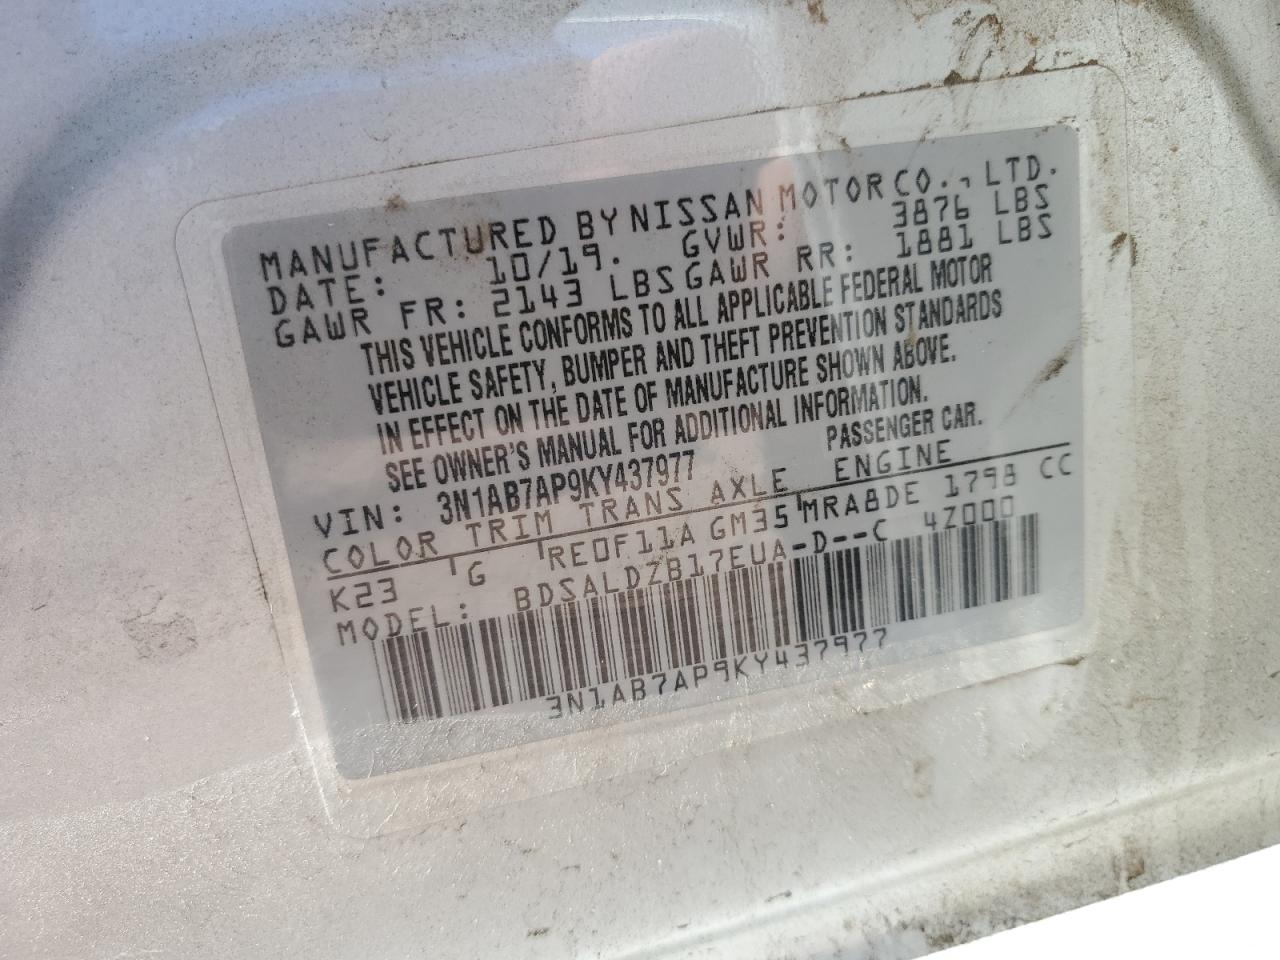 MANUFACTURED BY NISSAN MOTOR CO., LTD.
DATE: 10/19. GVWR: 3876 LBS
GAWR FR: 2143 LBS GAWR RR: 1881 LBS
THIS VEHICLE CONFORMS TO ALL APPLICABLE FEDERAL MOTOR
VEHICLE SAFETY, BUMPER AND THEFT PREVENTION STANDARDS
IN EFFECT ON THE DATE OF MANUFACTURE SHOWN ABOVE.
SEE OWNER'S MANUAL FOR ADDITIONAL INFORMATION.
VIN: 3N1AB7AP9KY437977 PASSENGER CAR.
COLOR TRIM TRANS AXLE ENGINE
K23 G RE0F11A GM35 MRA8DE 1798 CC
MODEL: BDSALDZB17EUA-D--C 4Z000
3N1AB7AP9KY437977